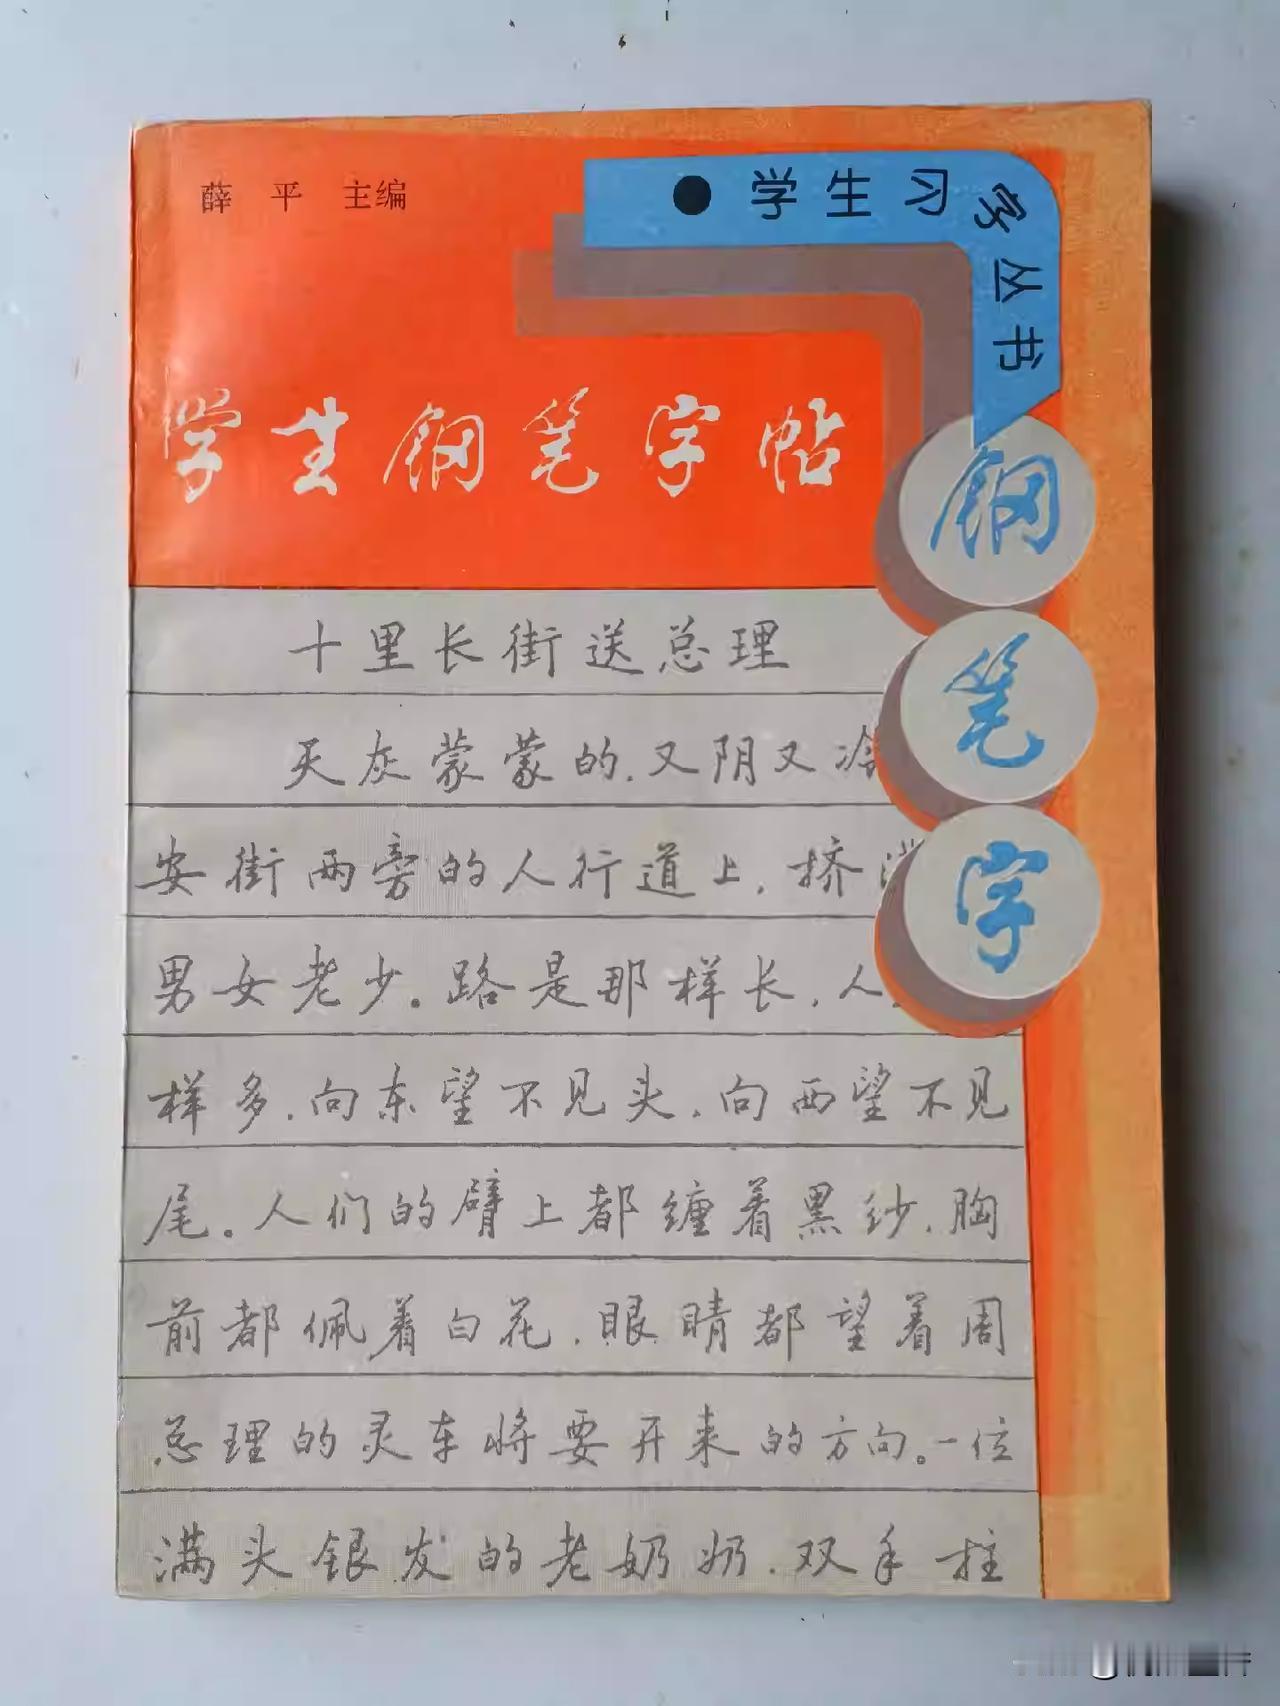 薛 平 主编
●学生习字丛书
学生钢笔字帖
钢笔字
十里长街送总理
天灰蒙蒙的，又阴又冷
安街两旁的人行道上，挤满
男女老少。路是那样长，人
样多，向东望不见头，向西望不见
尾。人们的臂上都缠着黑纱，胸
前都佩着白花，眼睛都望着周
总理的灵车将要开来的方向。一位
满头银发的老奶奶，双手拄